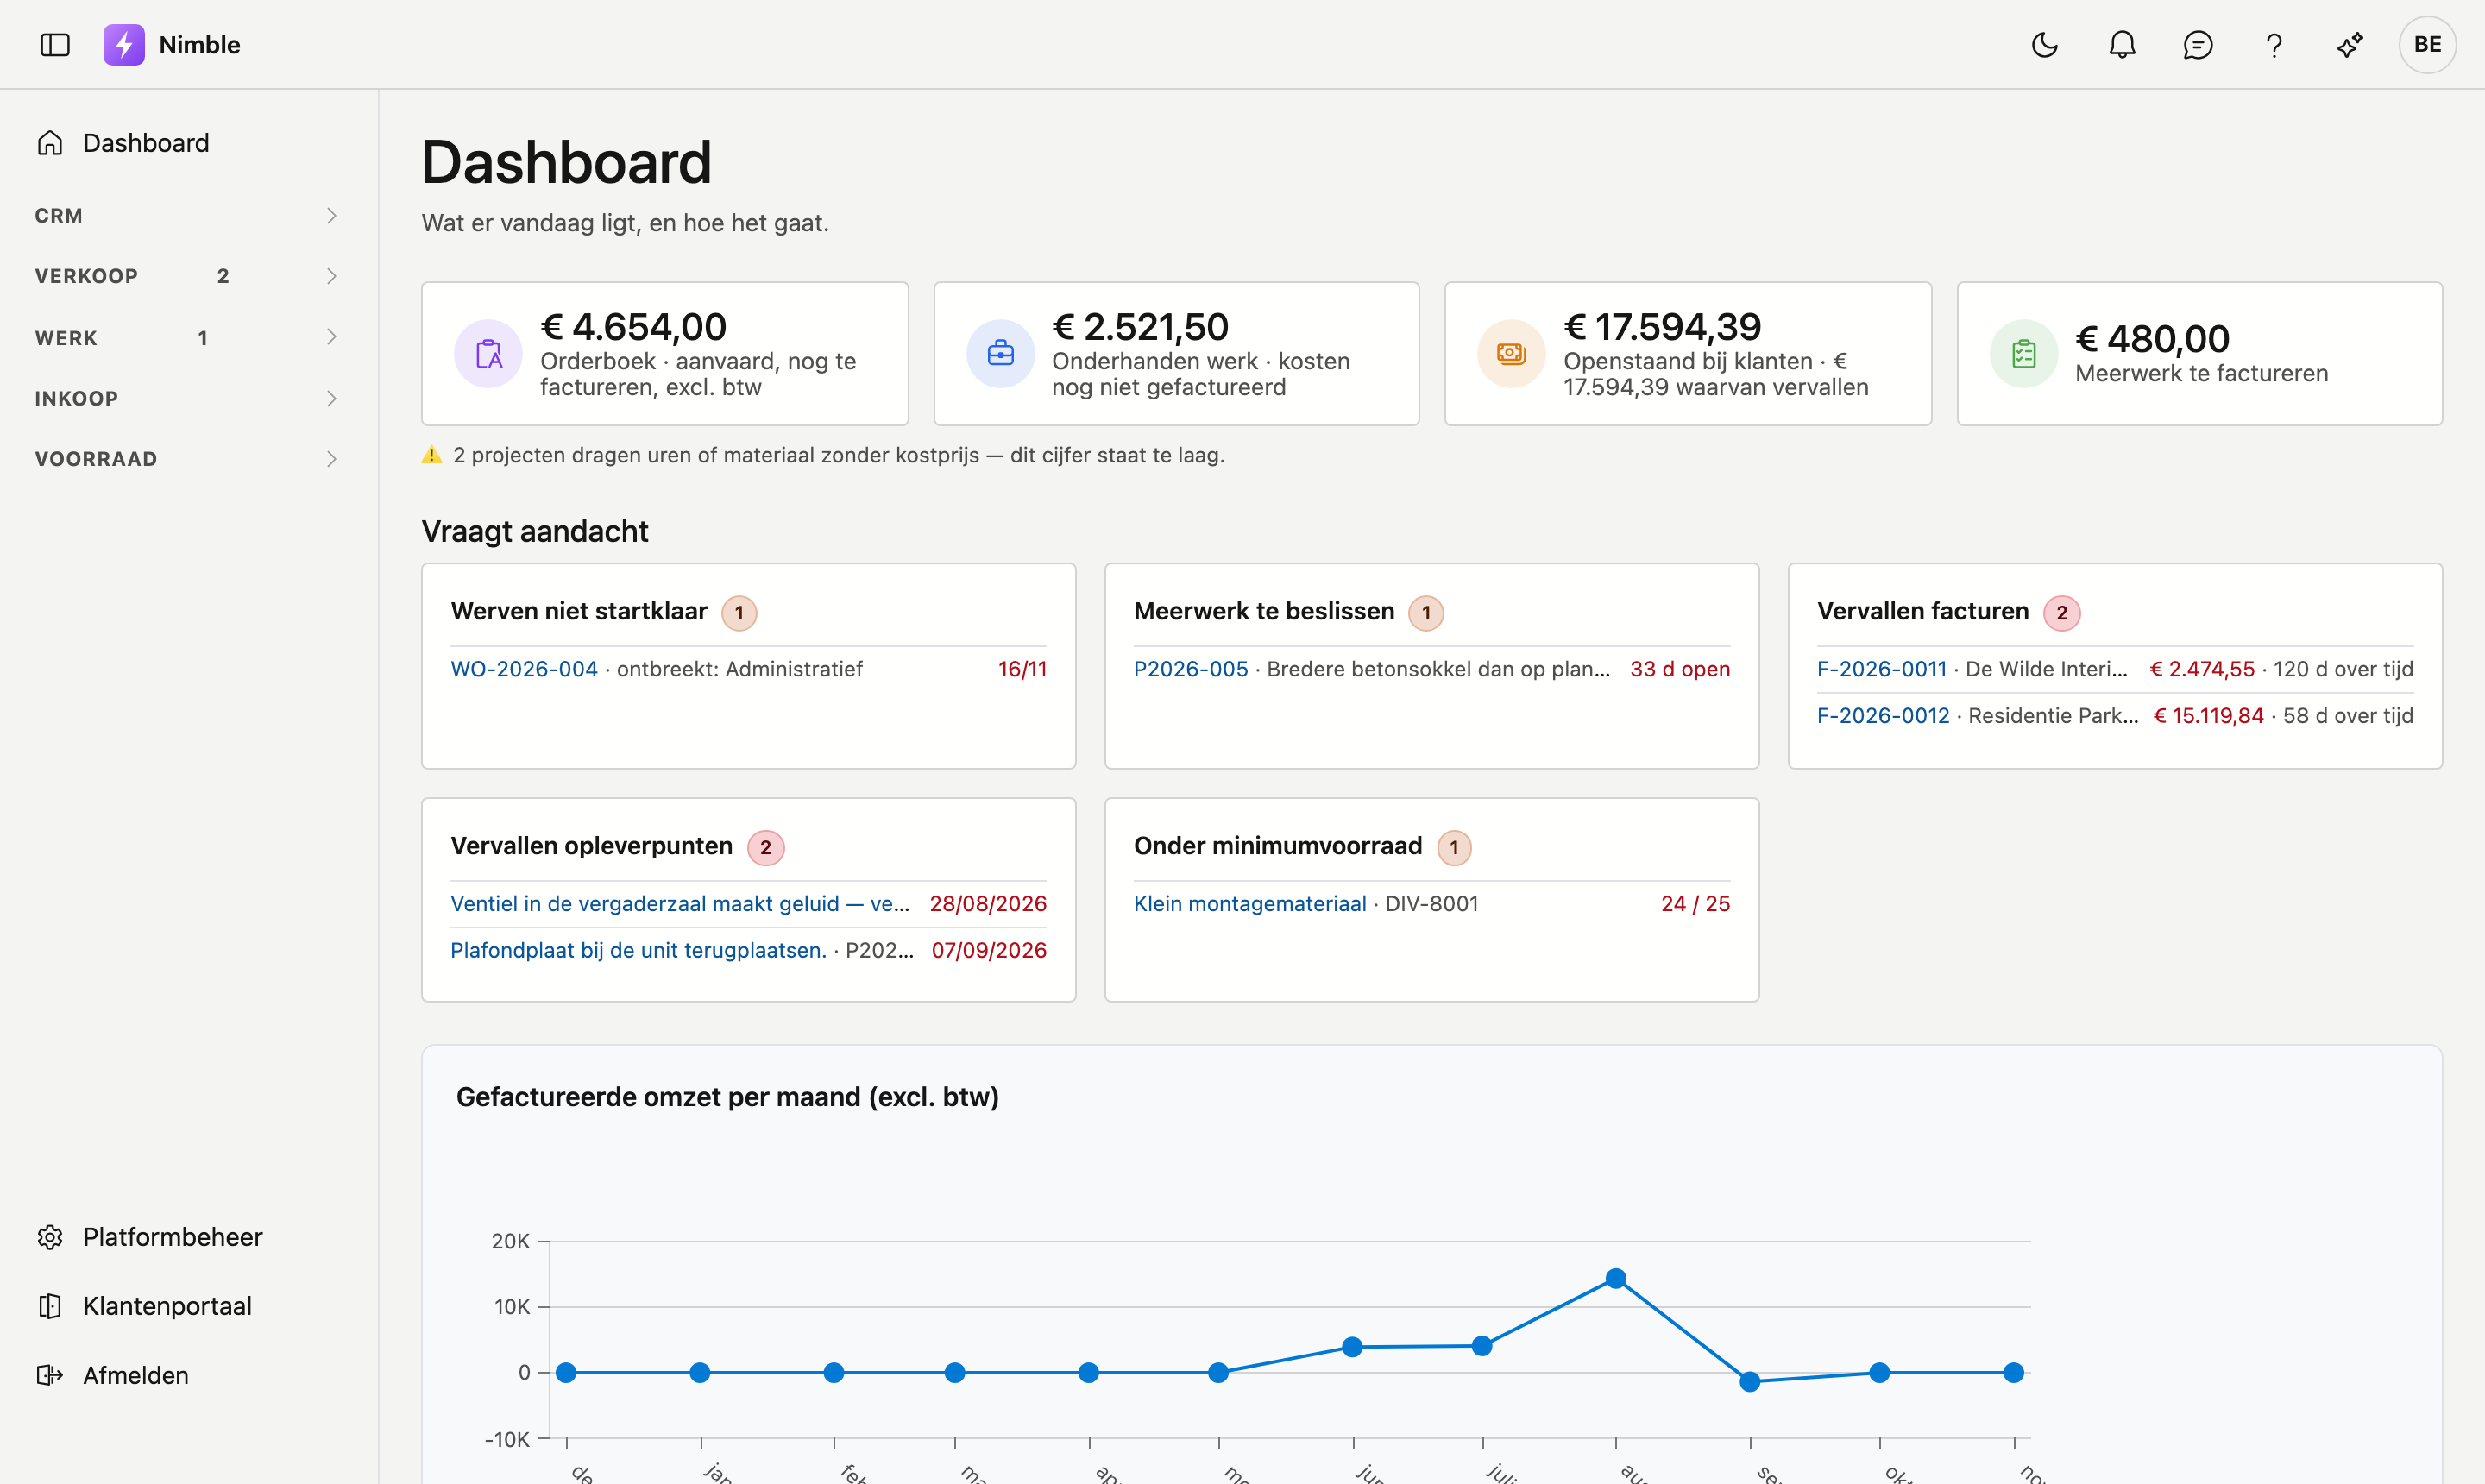 Nimble
BE
Dashboard
CRM
VERKOOP 2
WERK 1
INKOOP
VOORRAAD
Platformbeheer
Klantenportaal
Afmelden
Dashboard
Wat er vandaag ligt, en hoe het gaat.
€ 4.654,00
Orderboek · aanvaard, nog te
factureren, excl. btw
€ 2.521,50
Onderhanden werk · kosten
nog niet gefactureerd
€ 17.594,39
Openstaand bij klanten · €
17.594,39 waarvan vervallen
€ 480,00
Meerwerk te factureren
2 projecten dragen uren of materiaal zonder kostprijs — dit cijfer staat te laag.
Vraagt aandacht
Werven niet startklaar 1
WO-2026-004 · ontbreekt: Administratief 16/11
Meerwerk te beslissen 1
P2026-005 · Bredere betonsokkel dan op plan... 33 d open
Vervallen facturen 2
F-2026-0011 · De Wilde Interi... € 2.474,55 · 120 d over tijd
F-2026-0012 · Residentie Park... € 15.119,84 · 58 d over tijd
Vervallen opleverpunten 2
Ventiel in de vergaderzaal maakt geluid — ve... 28/08/2026
Plafondplaat bij de unit terugplaatsen. · P202... 07/09/2026
Onder minimumvoorraad 1
Klein montagemateriaal · DIV-8001 24 / 25
Gefactureerde omzet per maand (excl. btw)
20K
10K
0
-10K